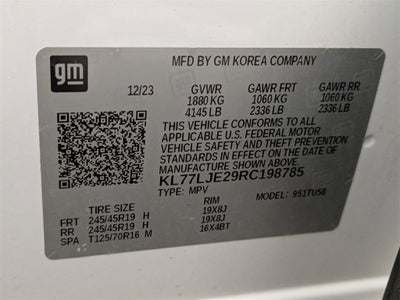 gm
MFD BY GM KOREA COMPANY
12/23 GVWR GAWR FRT GAWR RR
1880 KG 1060 KG 1060 KG
4145 LB 2336 LB 2336 LB
THIS VEHICLE CONFORMS TO ALL
APPLICABLE U.S. FEDERAL MOTOR
VEHICLE SAFETY AND BUMPER
STANDARDS IN EFFECT ON THE DATE OF
MANUFACTURE SHOWN ABOVE.
KL77LJE29RC198785
MPV MODEL: 951TU58
TIRE SIZE RIM
FRT 245/45R19 H 19X8J
RR 245/45R19 H 19X8J
SPA T125/70R16 M 16X4BT